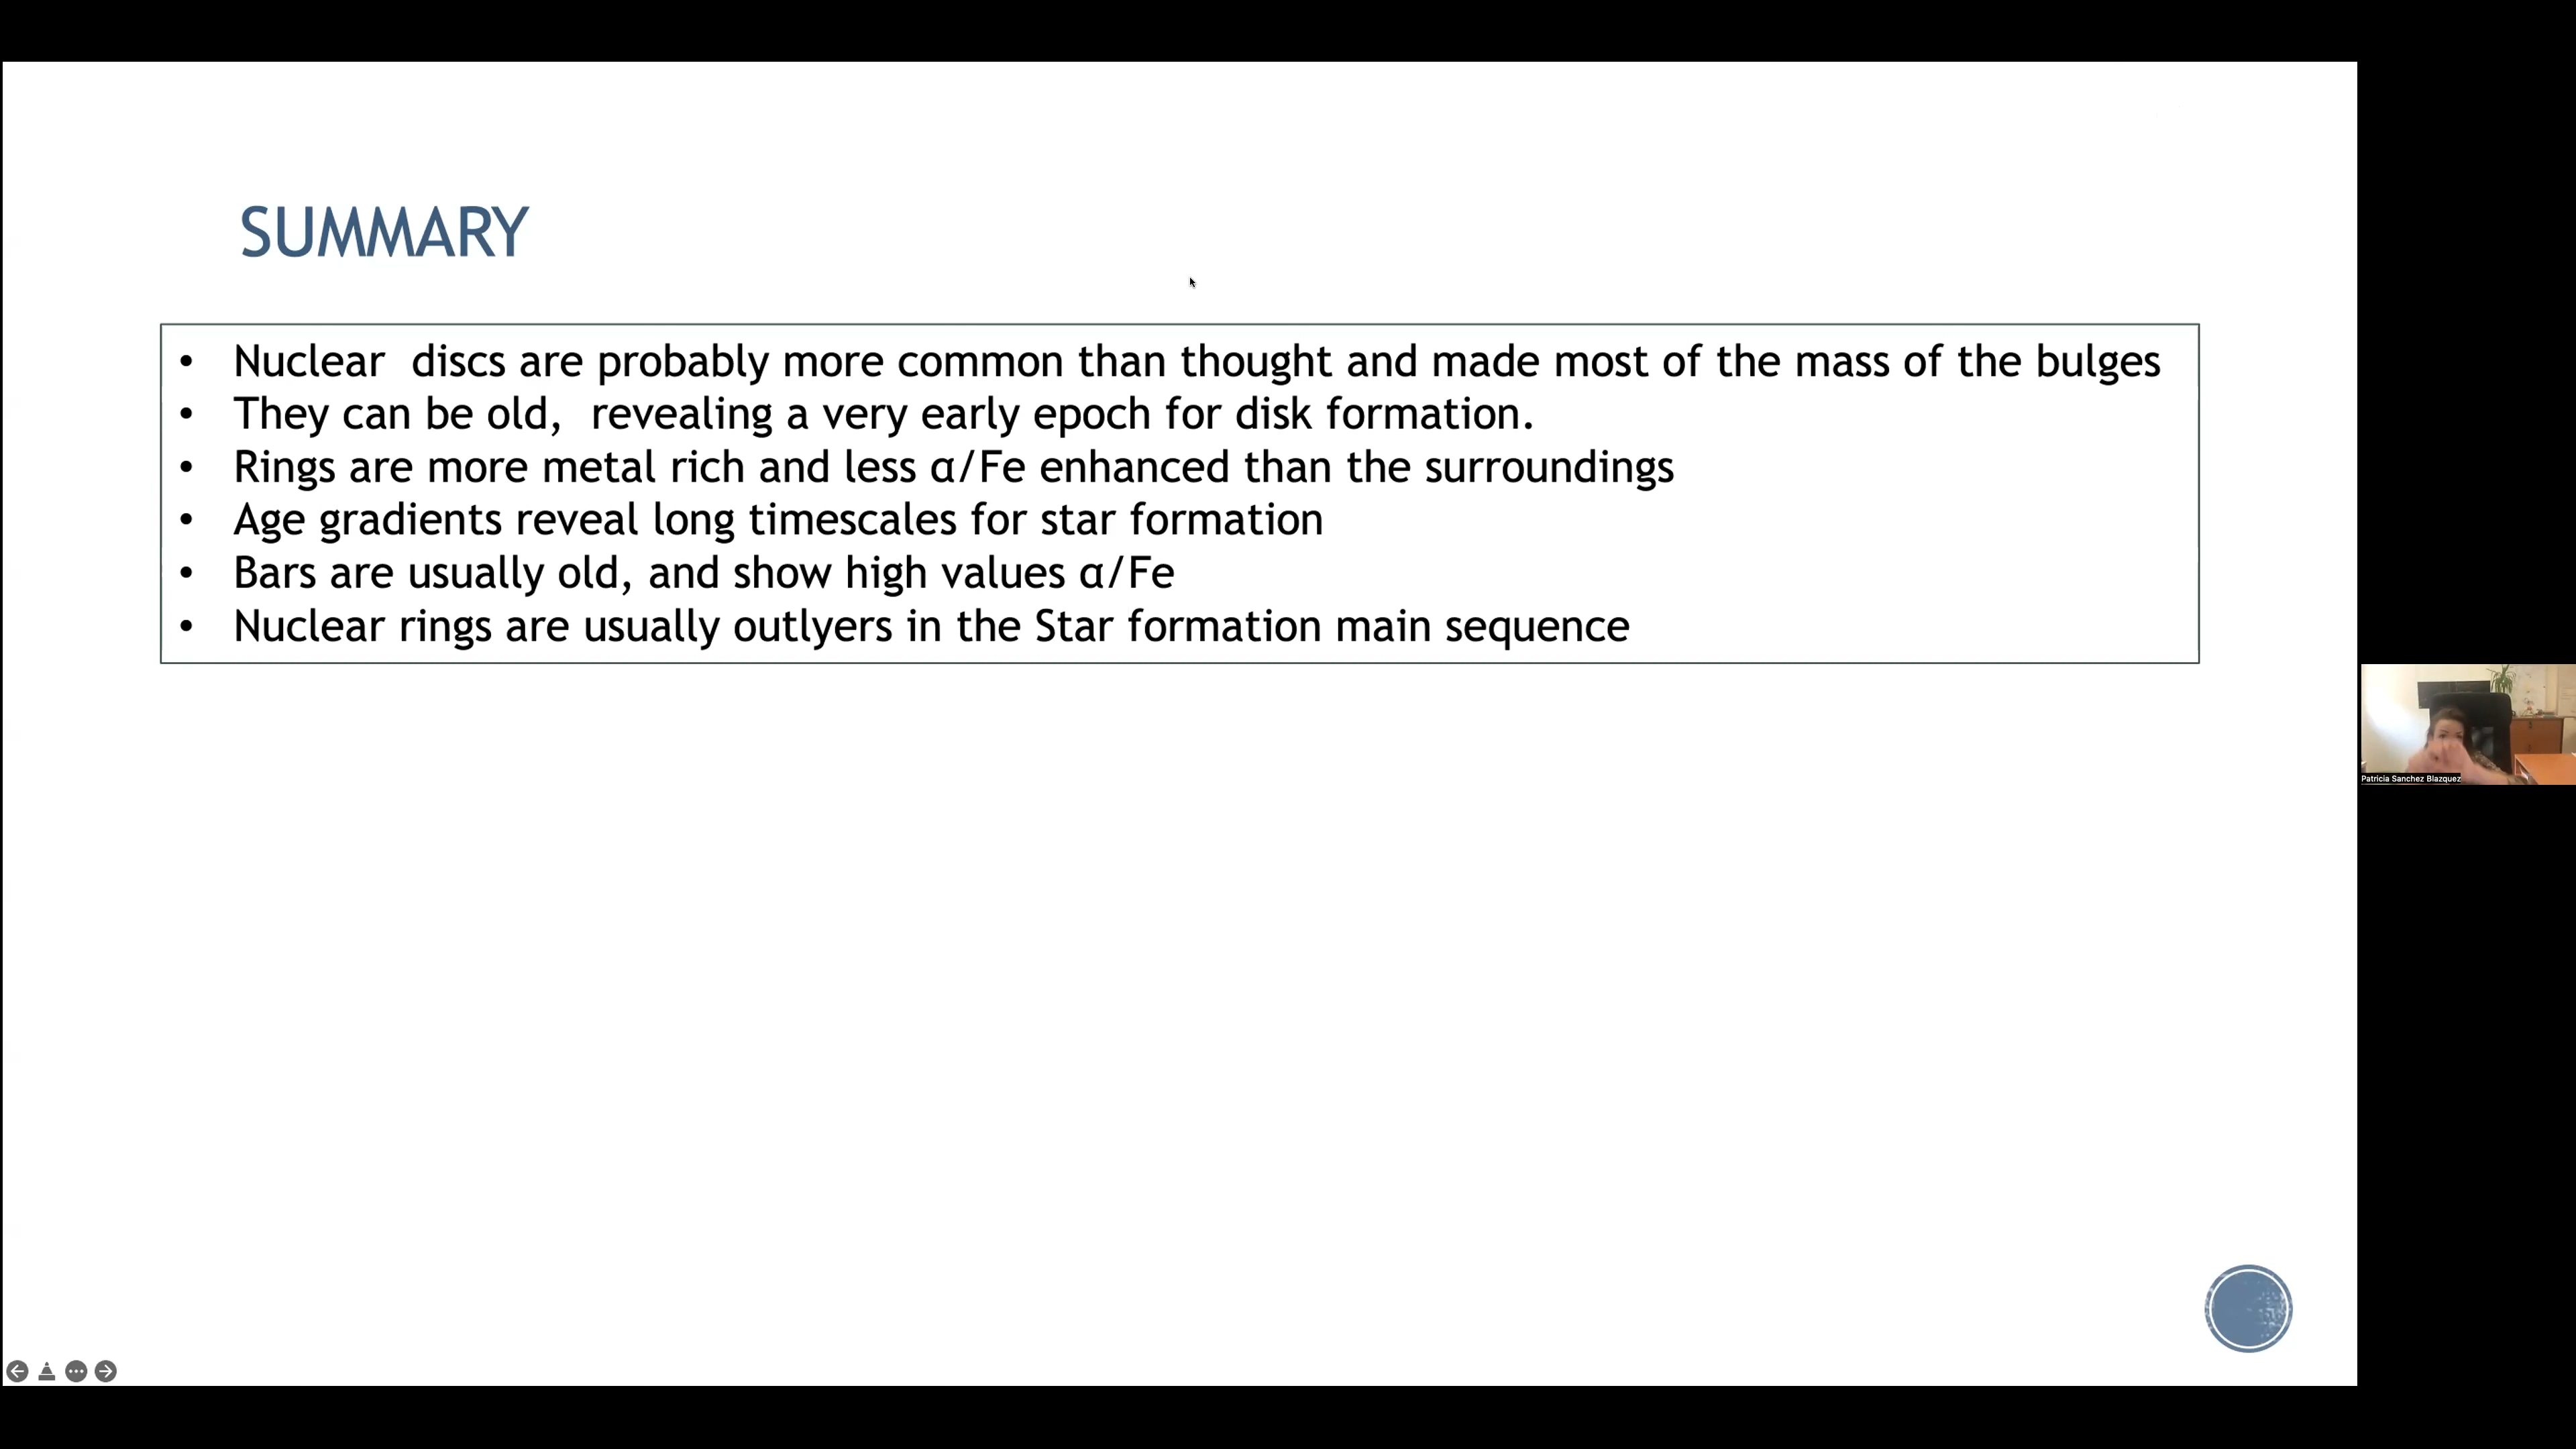 SUMMARY
• Nuclear  discs are probably more common than thought and made most of the mass of the bulges
• They can be old,  revealing a very early epoch for disk formation.
• Rings are more metal rich and less α/Fe enhanced than the surroundings
• Age gradients reveal long timescales for star formation
• Bars are usually old, and show high values α/Fe
• Nuclear rings are usually outlyers in the Star formation main sequence
Patricia Sanchez Blazquez